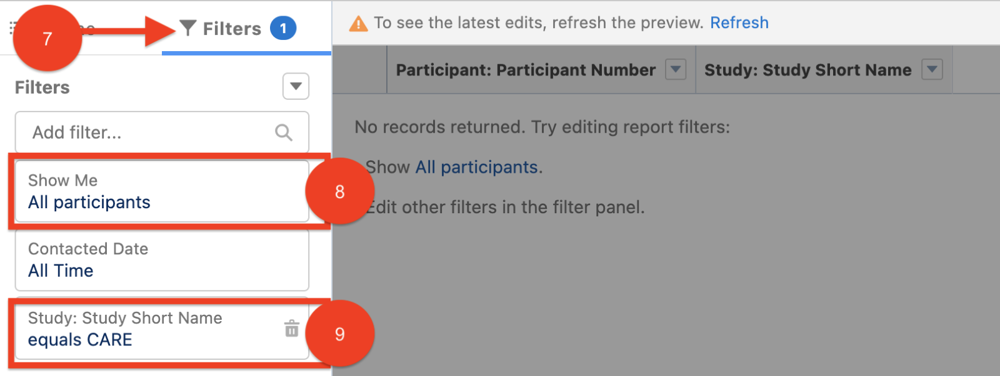 7
Filters 1
To see the latest edits, refresh the preview. Refresh
Filters
Participant: Participant Number
Study: Study Short Name
Add filter...
No records returned. Try editing report filters:
Show Me
All participants
8
Show All participants.
Edit other filters in the filter panel.
Contacted Date
All Time
Study: Study Short Name
equals CARE
9